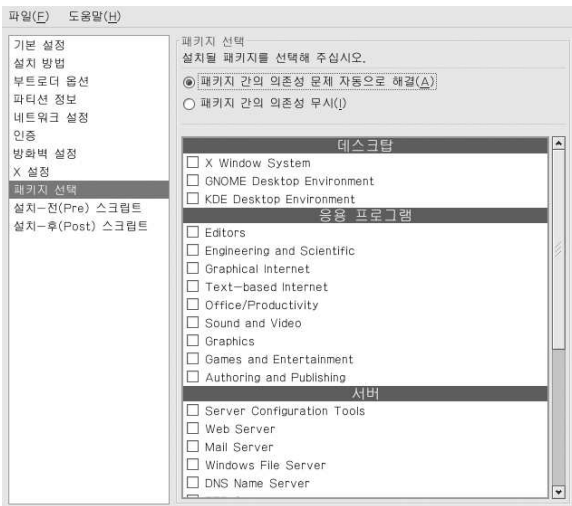 파일(F) 도움말(H)
기본 설정
설치 방법
부트로더 옵션
파티션 정보
네트워크 설정
인증
방화벽 설정
X 설정
패키지 선택
설치-전(Pre) 스크립트
설치-후(Post) 스크립트
패키지 선택
설치될 패키지를 선택해 주십시오.
패키지 간의 의존성 문제 자동으로 해결(A)
패키지 간의 의존성 무시(I)
데스크탑
X Window System
GNOME Desktop Environment
KDE Desktop Environment
응용 프로그램
Editors
Engineering and Scientific
Graphical Internet
Text-based Internet
Office/Productivity
Sound and Video
Graphics
Games and Entertainment
Authoring and Publishing
서버
Server Configuration Tools
Web Server
Mail Server
Windows File Server
DNS Name Server